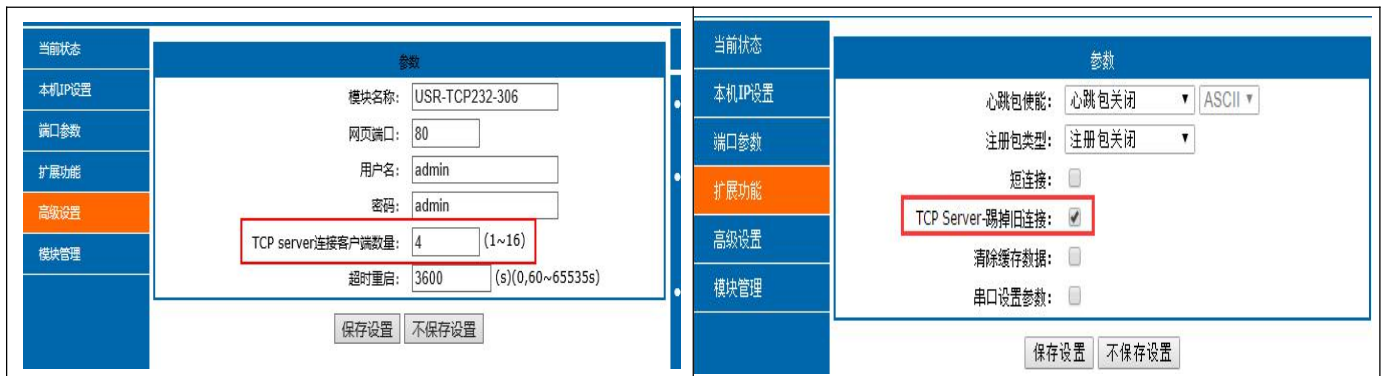 当前状态
本机IP设置
端口参数
扩展功能
高级设置
模块管理
参数
模块名称: USR-TCP232-306
网页端口: 80
用户名: admin
密码: admin
TCP server连接客户端数量: 4 (1~16)
超时重启: 3600 (s)(0,60~65535s)
保存设置 不保存设置
当前状态
本机IP设置
端口参数
扩展功能
高级设置
模块管理
参数
心跳包使能: 心跳包关闭 ▼ ASCII ▼
注册包类型: 注册包关闭 ▼
短连接:
TCP Server-踢掉旧连接:
清除缓存数据:
串口设置参数:
保存设置 不保存设置